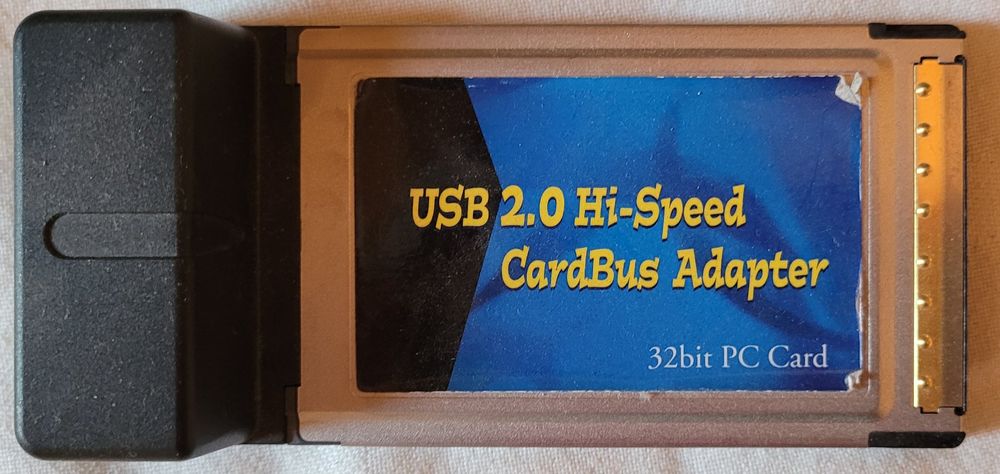 USB 2.0 Hi-Speed
CardBus Adapter
32bit PC Card